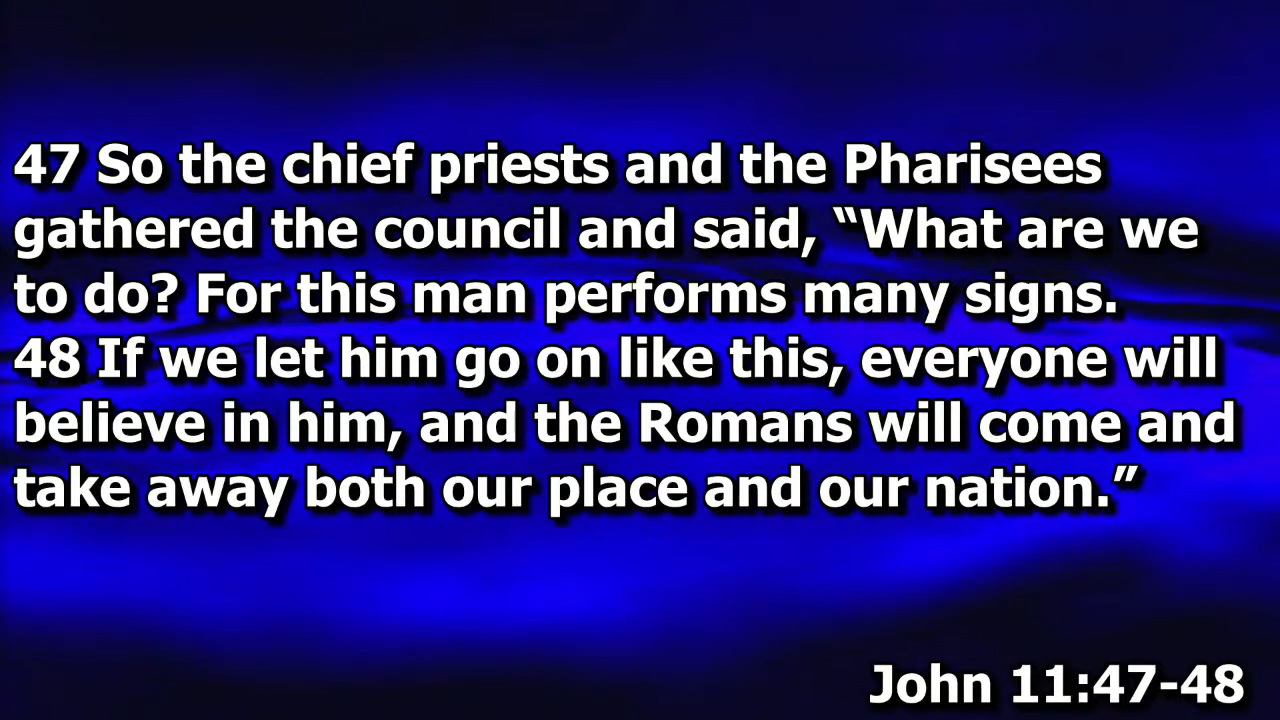 47 So the chief priests and the Pharisees
gathered the council and said, “What are we
to do? For this man performs many signs.
48 If we let him go on like this, everyone will
believe in him, and the Romans will come and
take away both our place and our nation.”
John 11:47-48